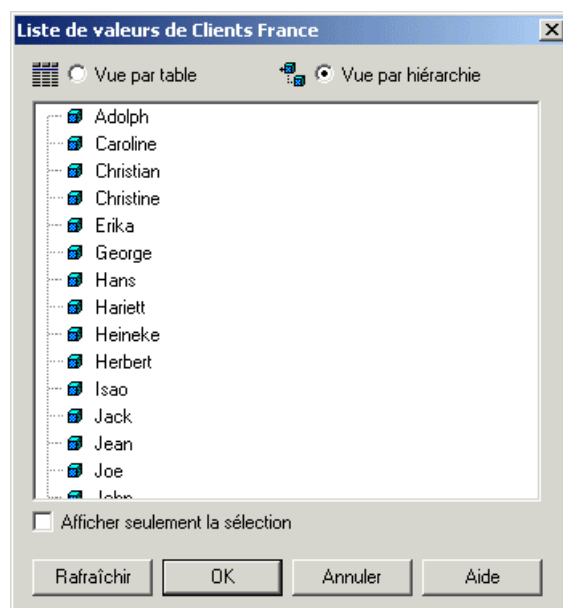 Liste de valeurs de Clients France
Vue par table
Vue par hiérarchie
Adolph
Caroline
Christian
Christine
Erika
George
Hans
Hariett
Heineke
Herbert
Isao
Jack
Jean
Joe
John
Afficher seulement la sélection
Rafraîchir
OK
Annuler
Aide